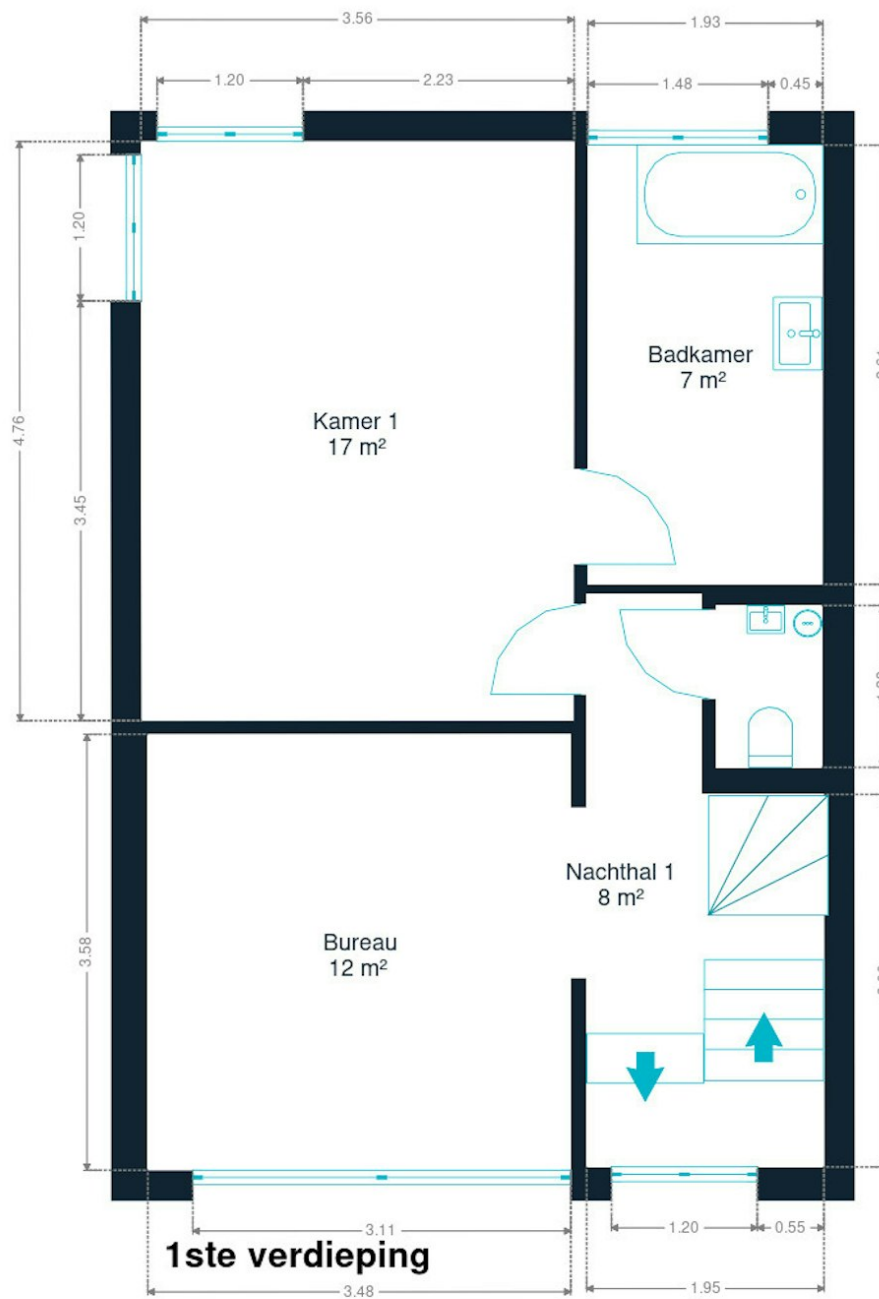 3.56
1.93
1.20
2.23
1.48
0.45
1.20
4.76
3.45
Badkamer
7 m²
Kamer 1
17 m²
Nachthal 1
8 m²
3.58
Bureau
12 m²
3.11
1.20
0.55
1ste verdieping
3.48
1.95